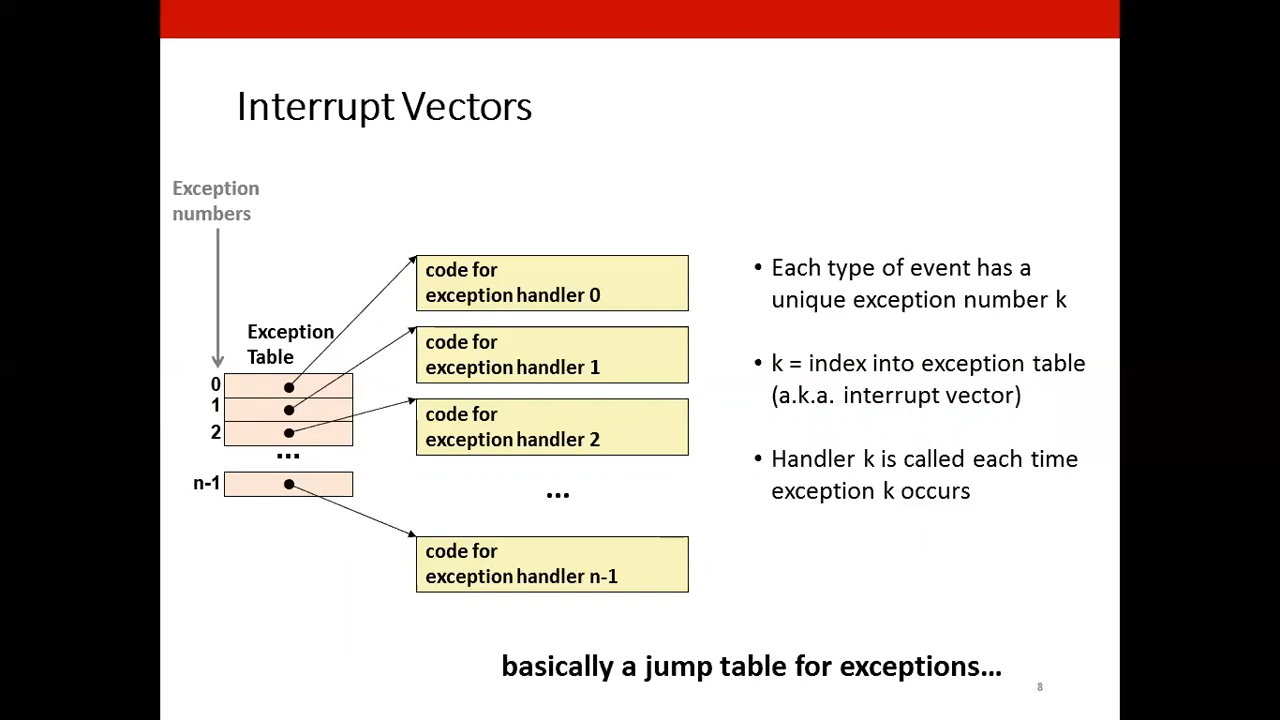 Interrupt Vectors
Exception
numbers
Exception
Table
0
1
2
...
n-1
code for
exception handler 0
code for
exception handler 1
code for
exception handler 2
...
code for
exception handler n-1
• Each type of event has a
unique exception number k
• k = index into exception table
(a.k.a. interrupt vector)
• Handler k is called each time
exception k occurs
basically a jump table for exceptions…
8